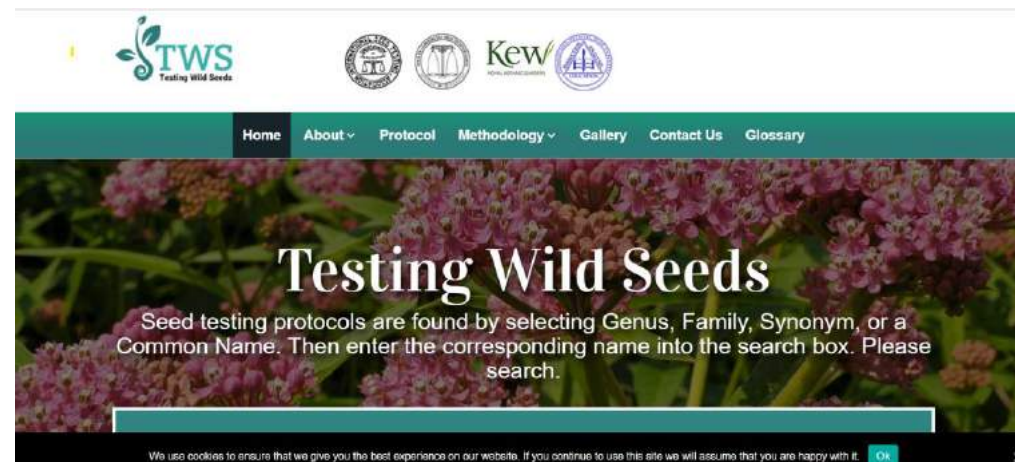 TWS
Testing Wild Seeds
Kew
Home About Protocol Methodology Gallery Contact Us Glossary
Testing Wild Seeds
Seed testing protocols are found by selecting Genus, Family, Synonym, or a
Common Name. Then enter the corresponding name into the search box. Please
search.
We use cookies to ensure that we give you the best experience on our website. If you continue to use this site we will assume that you are happy with it. Ok